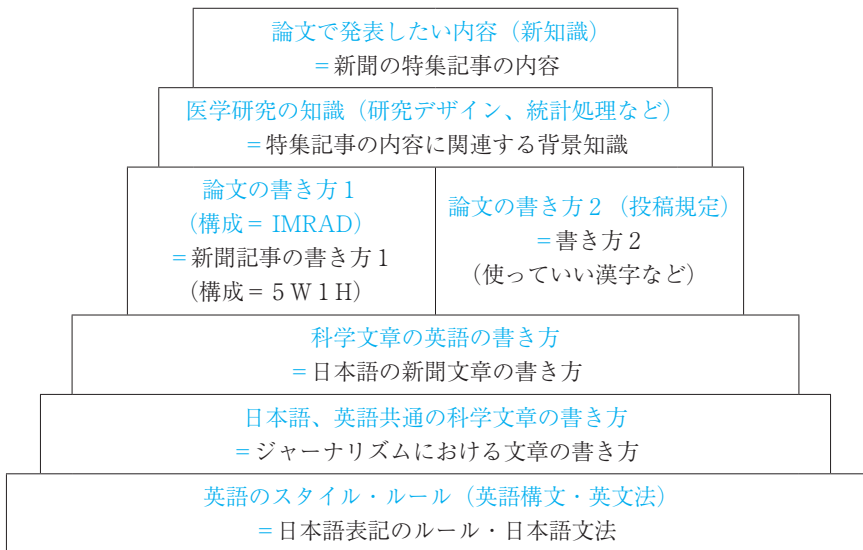 論文で発表したい内容（新知識）
＝新聞の特集記事の内容
医学研究の知識（研究デザイン、統計処理など）
＝特集記事の内容に関連する背景知識
論文の書き方１
（構成＝ IMRAD）
＝新聞記事の書き方１
（構成＝５Ｗ１Ｈ）
論文の書き方２（投稿規定）
＝書き方２
（使っていい漢字など）
科学文章の英語の書き方
＝日本語の新聞文章の書き方
日本語、英語共通の科学文章の書き方
＝ジャーナリズムにおける文章の書き方
英語のスタイル・ルール（英語構文・英文法）
＝日本語表記のルール・日本語文法